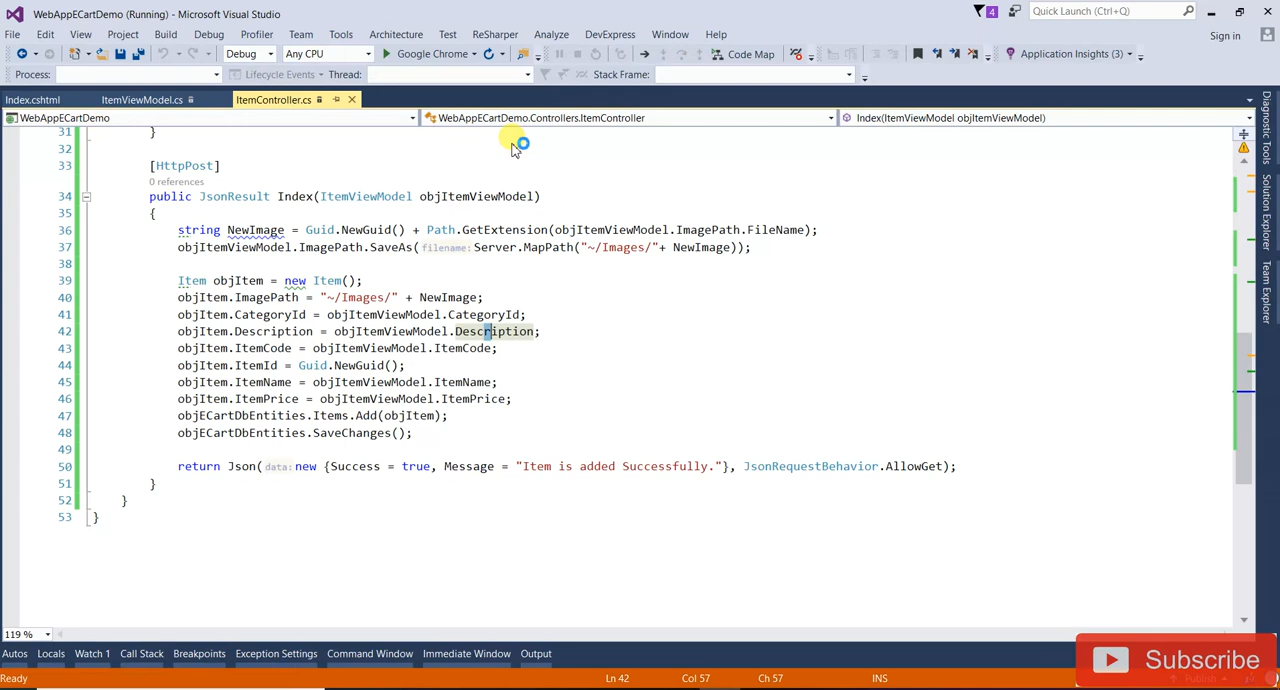 WebAppECartDemo (Running) - Microsoft Visual Studio
4
Quick Launch (Ctrl+Q)
File Edit View Project Build Debug Profiler Team Tools Architecture Test ReSharper Analyze DevExpress Window Help
Sign in
Debug Any CPU Google Chrome Code Map Application Insights (3)
Process: Lifecycle Events Thread: Stack Frame:
Index.cshtml ItemViewModel.cs ItemController.cs
WebAppECartDemo WebAppECartDemo.Controllers.ItemController Index(ItemViewModel objItemViewModel)
31 }
32
33 [HttpPost]
0 references
34 public JsonResult Index(ItemViewModel objItemViewModel)
35 {
36 string NewImage = Guid.NewGuid() + Path.GetExtension(objItemViewModel.ImagePath.FileName);
37 objItemViewModel.ImagePath.SaveAs(filename:Server.MapPath("~/Images/"+ NewImage));
38
39 Item objItem = new Item();
40 objItem.ImagePath = "~/Images/" + NewImage;
41 objItem.CategoryId = objItemViewModel.CategoryId;
42 objItem.Description = objItemViewModel.Description;
43 objItem.ItemCode = objItemViewModel.ItemCode;
44 objItem.ItemId = Guid.NewGuid();
45 objItem.ItemName = objItemViewModel.ItemName;
46 objItem.ItemPrice = objItemViewModel.ItemPrice;
47 objECartDbEntities.Items.Add(objItem);
48 objECartDbEntities.SaveChanges();
49
50 return Json(data:new {Success = true, Message = "Item is added Successfully."}, JsonRequestBehavior.AllowGet);
51 }
52 }
53 }
Diagnostic Tools
Solution Explorer
Team Explorer
119 %
Autos Locals Watch 1 Call Stack Breakpoints Exception Settings Command Window Immediate Window Output
Subscribe
Ready Ln 42 Col 57 Ch 57 INS Publish